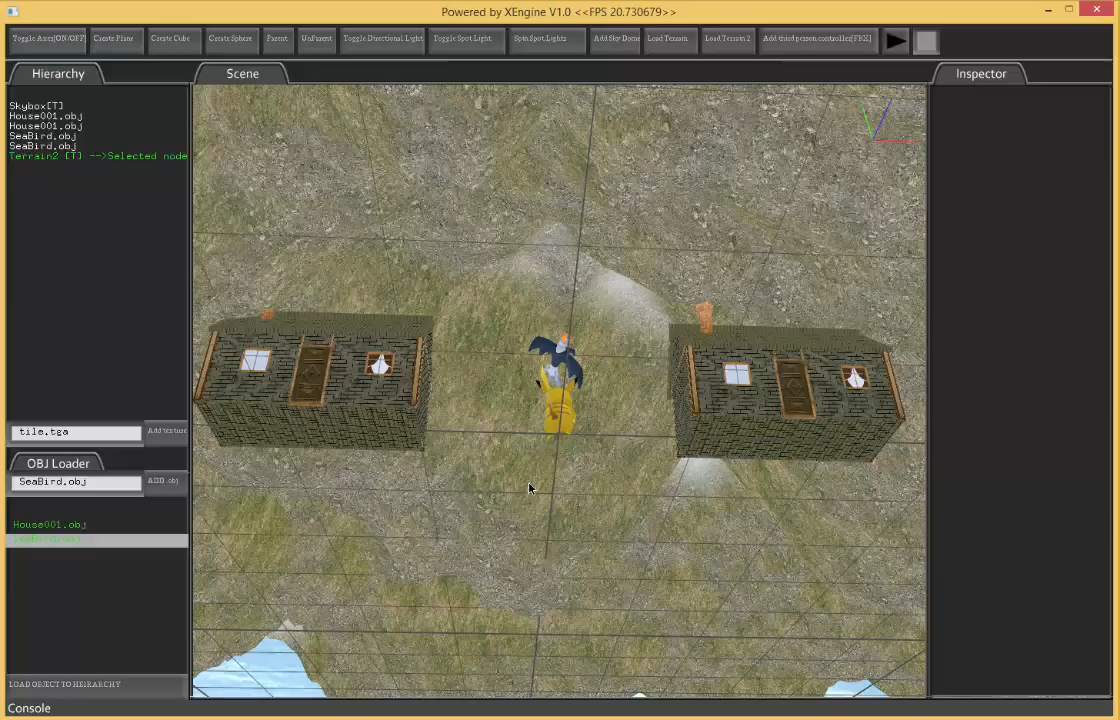 Powered by XEngine V1.0 <<FPS 20.730679>>
Toggle Axes[ON/OFF] Create Plane Create Cube Create Sphere Parent UnParent Toggle Directional Light Toggle Spot Light Spin Spot Lights Add Sky Dome Load Terrain Load Terrain 2 Add third person controller[FBX]
Hierarchy Scene Inspector
Skybox[T]
House001.obj
House001.obj
SeaBird.obj
SeaBird.obj
Terrain2 [T] -->Selected node
tile.tga Add texture
OBJ Loader
SeaBird.obj ADD .obj
House001.obj
SeaBird.obj
LOAD OBJECT TO HEIRARCHY
Console